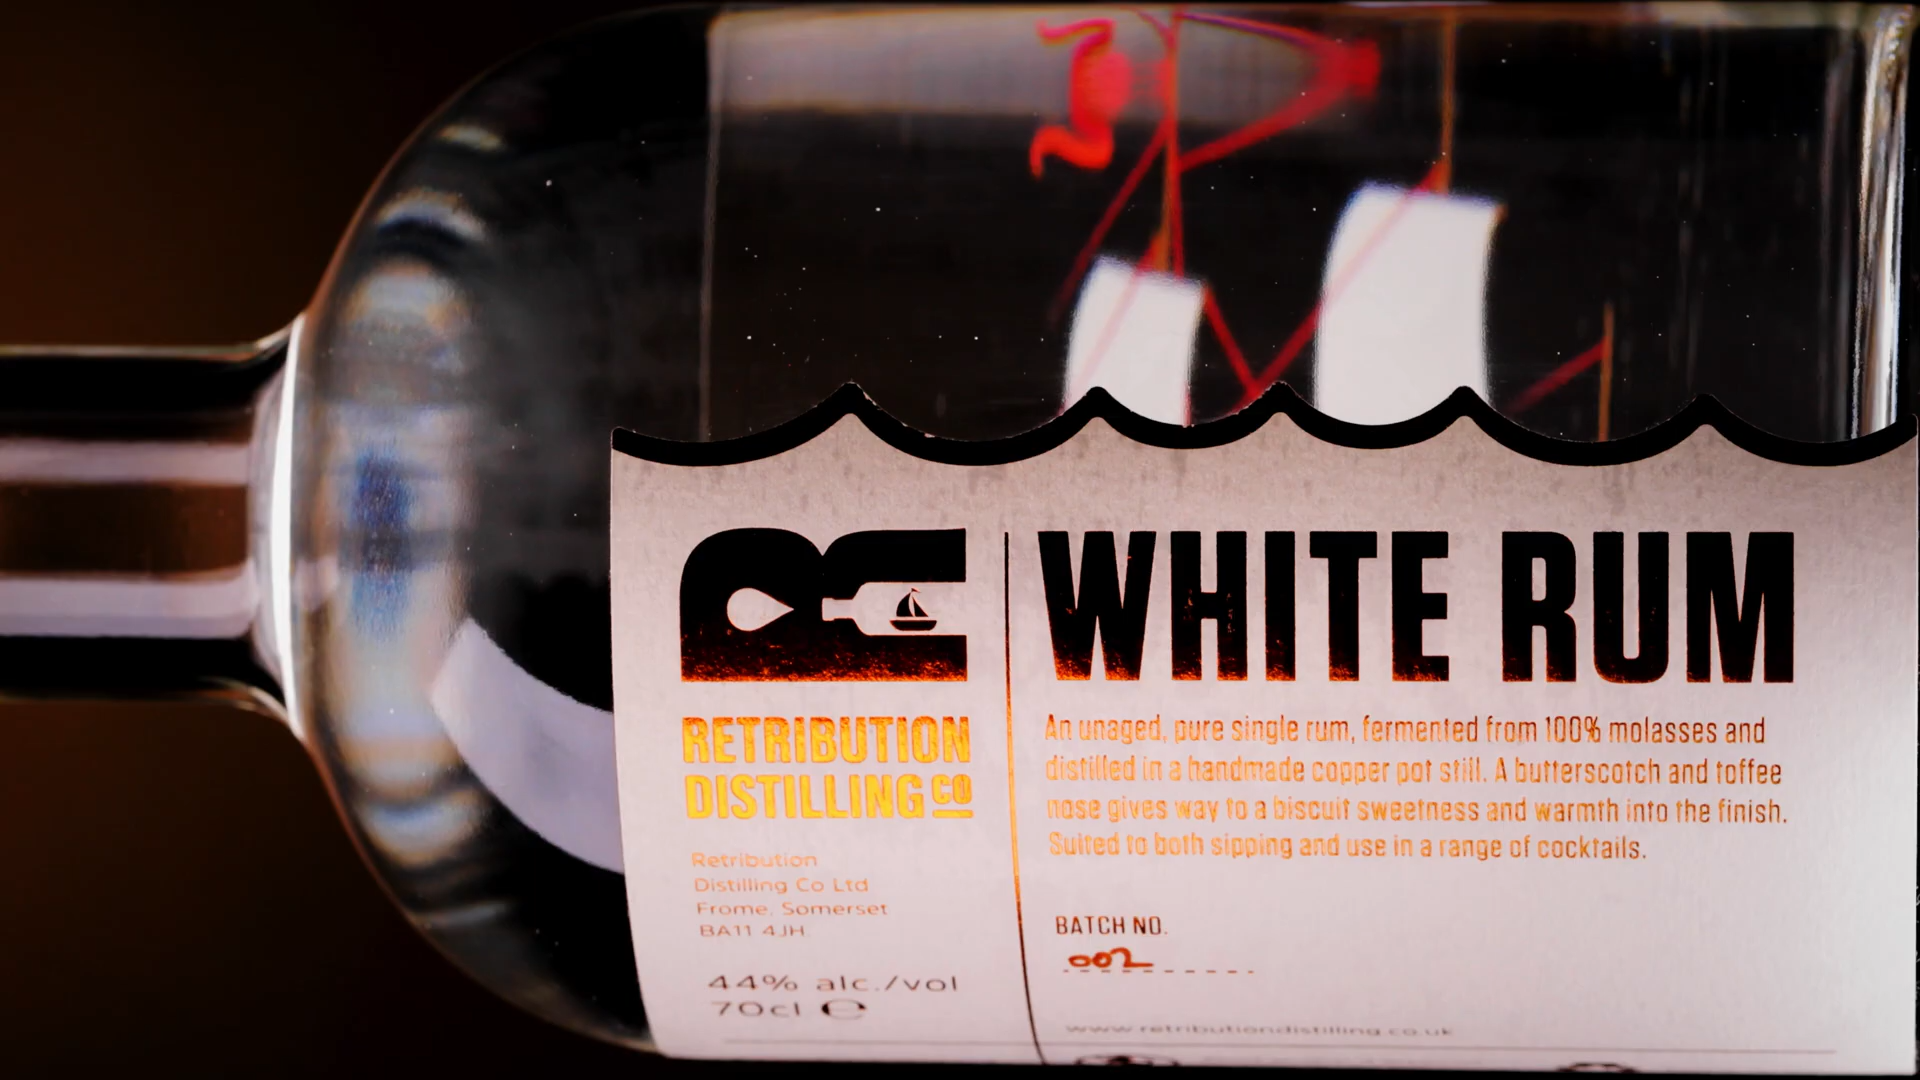 WHITE RUM
RETRIBUTION
DISTILLING CO
Retribution
Distilling Co Ltd
Frome, Somerset
BA11 4JH
44% alc./vol
70cl e
An unaged, pure single rum, fermented from 100% molasses and
distilled in a handmade copper pot still. A butterscotch and toffee
nose gives way to a biscuit sweetness and warmth into the finish.
Suited to both sipping and use in a range of cocktails.
BATCH NO.
002
www.retributiondistilling.co.uk